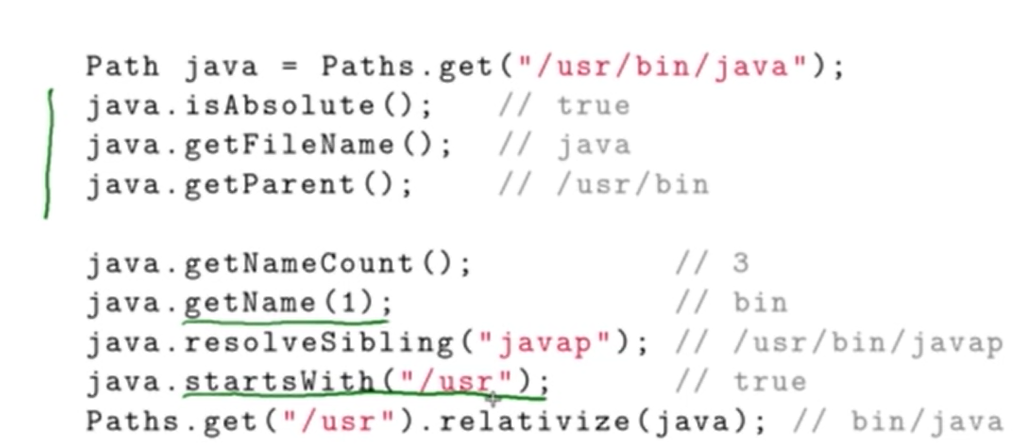 Path java = Paths.get("/usr/bin/java");
java.isAbsolute();   // true
java.getFileName();  // java
java.getParent();    // /usr/bin
java.getNameCount();           // 3
java.getName(1);               // bin
java.resolveSibling("javap");  // /usr/bin/javap
java.startsWith("/usr");       // true
Paths.get("/usr").relativize(java); // bin/java